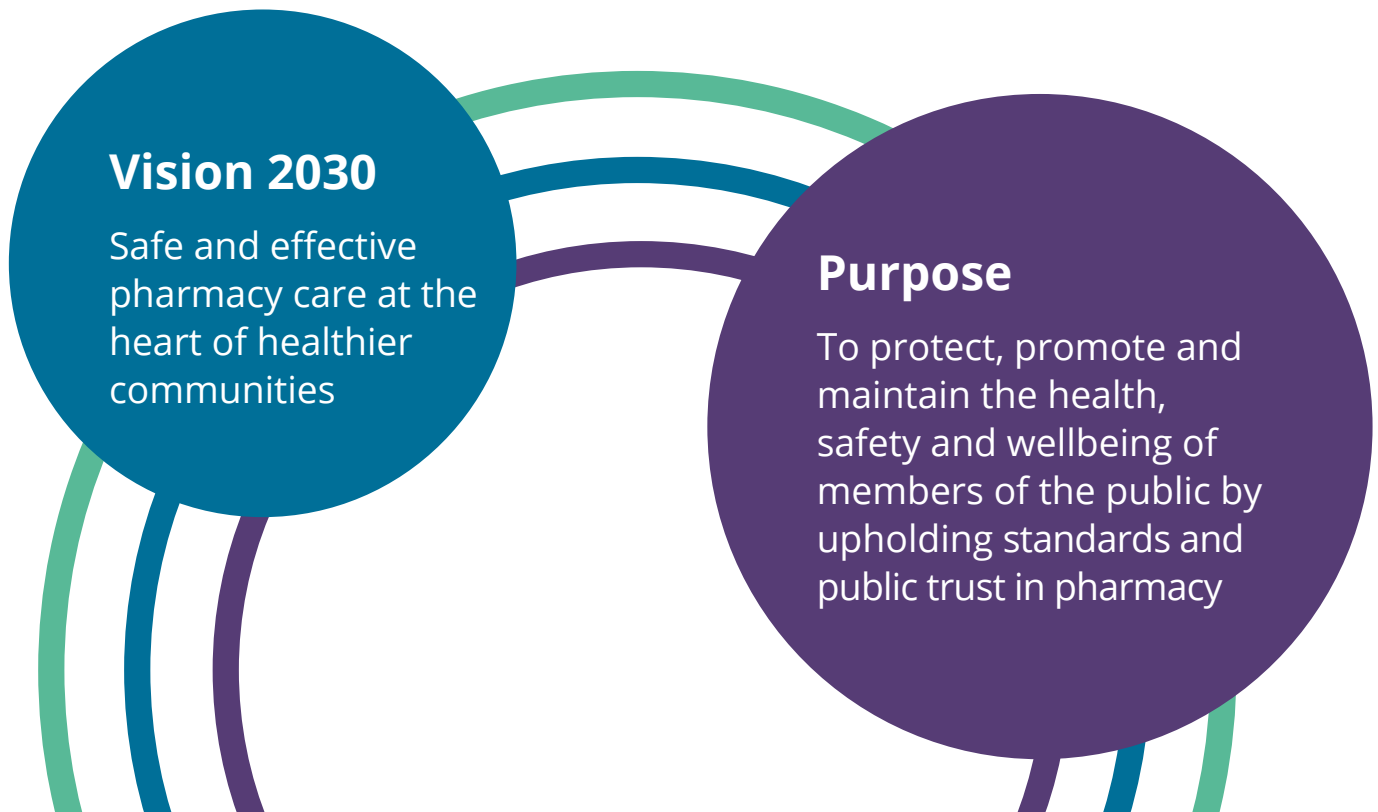 Vision 2030
Safe and effective
pharmacy care at the
heart of healthier
communities
Purpose
To protect, promote and
maintain the health,
safety and wellbeing of
members of the public by
upholding standards and
public trust in pharmacy